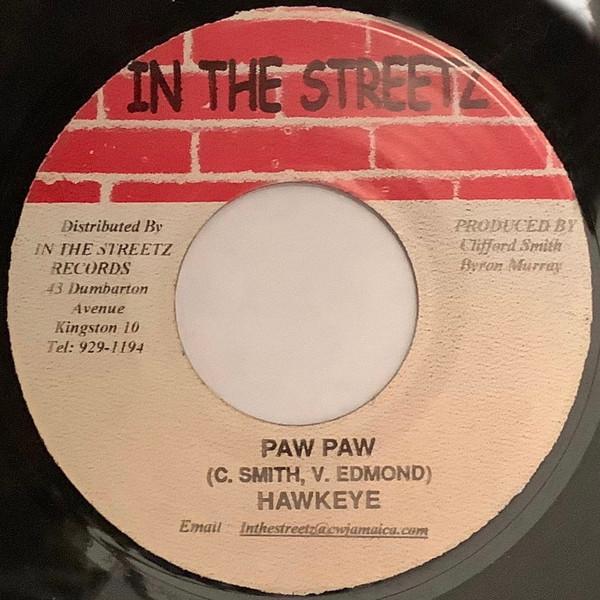 IN THE STREETZ
Distributed By
IN THE STREETZ
RECORDS
43 Dumbarton
Avenue
Kingston 10
Tel: 929-1194
PRODUCED BY
Clifford Smith
Byron Murray
PAW PAW
(C. SMITH, V. EDMOND)
HAWKEYE
Email Inthestreetz@cwjamaica.com